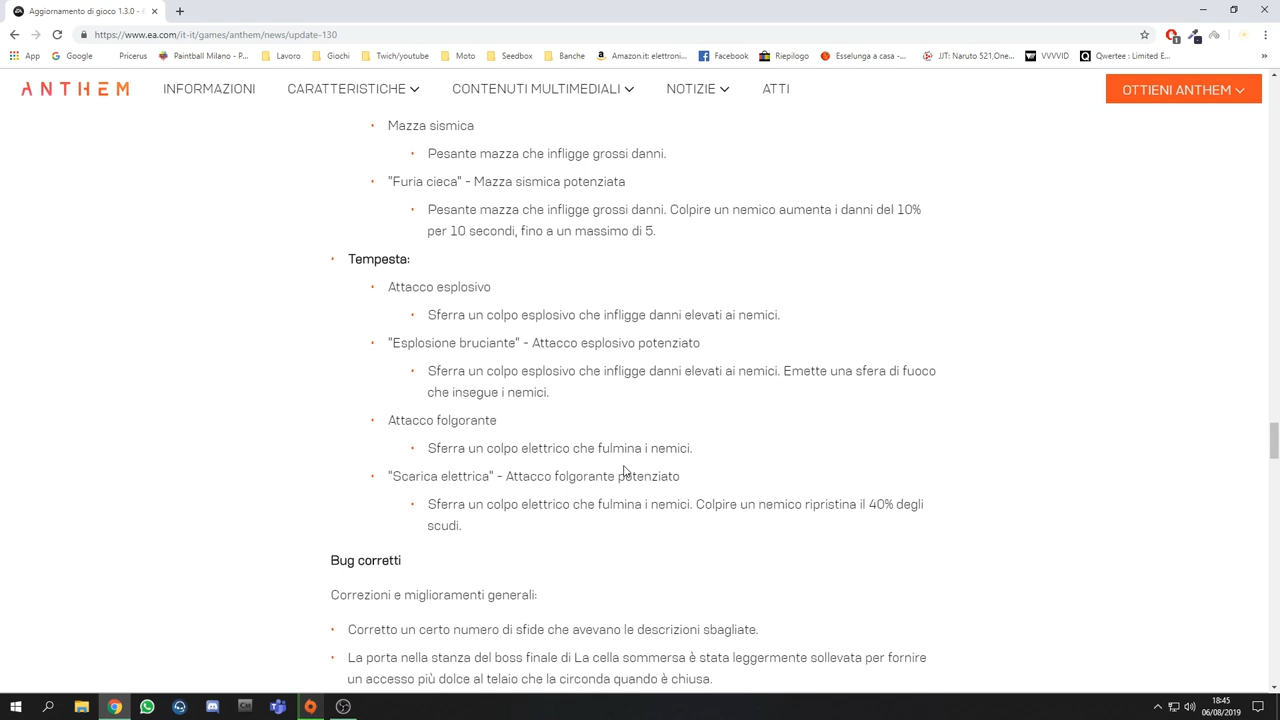 Aggiornamento di gioco 1.3.0 -
https://www.ea.com/it-it/games/anthem/news/update-130
App
Google
Pricerus
Paintball Milano - P...
Lavoro
Giochi
Twich/youtube
Moto
Seedbox
Banche
Amazon.it: elettroni...
Facebook
Riepilogo
Esselunga a casa -...
JJT: Naruto 521,One...
VVVVID
Qwertee : Limited E...
»
ANTHEM
INFORMAZIONI
CARATTERISTICHE
CONTENUTI MULTIMEDIALI
NOTIZIE
ATTI
OTTIENI ANTHEM
Mazza sismica
Pesante mazza che infligge grossi danni.
"Furia cieca" - Mazza sismica potenziata
Pesante mazza che infligge grossi danni. Colpire un nemico aumenta i danni del 10%
per 10 secondi, fino a un massimo di 5.
Tempesta:
Attacco esplosivo
Sferra un colpo esplosivo che infligge danni elevati ai nemici.
"Esplosione bruciante" - Attacco esplosivo potenziato
Sferra un colpo esplosivo che infligge danni elevati ai nemici. Emette una sfera di fuoco
che insegue i nemici.
Attacco folgorante
Sferra un colpo elettrico che fulmina i nemici.
"Scarica elettrica" - Attacco folgorante potenziato
Sferra un colpo elettrico che fulmina i nemici. Colpire un nemico ripristina il 40% degli
scudi.
Bug corretti
Correzioni e miglioramenti generali:
Corretto un certo numero di sfide che avevano le descrizioni sbagliate.
La porta nella stanza del boss finale di La cella sommersa è stata leggermente sollevata per fornire
un accesso più dolce al telaio che la circonda quando è chiusa.
18:45
06/08/2019